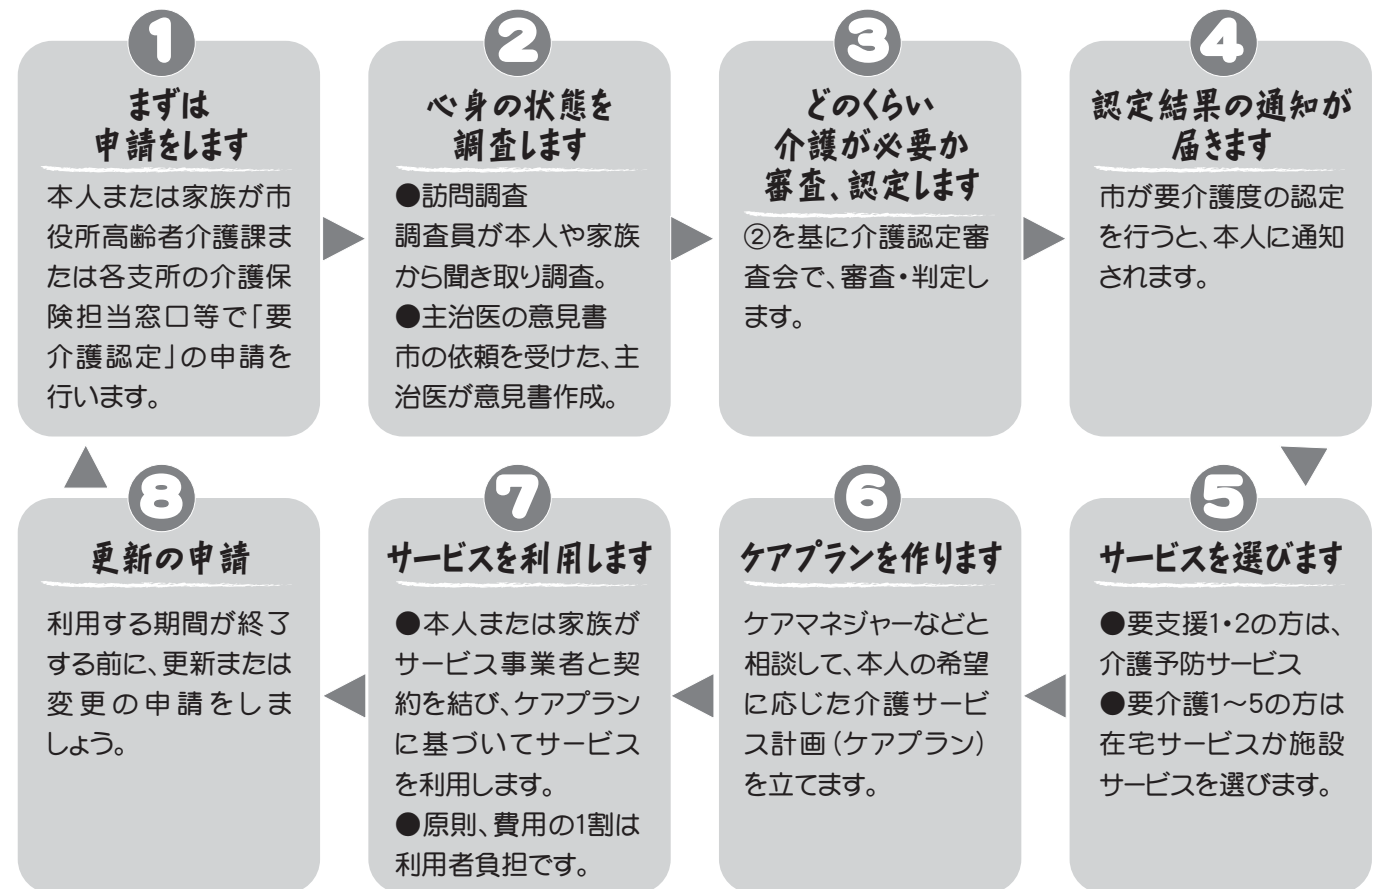 1
まずは
申請をします
本人または家族が市
役所高齢者介護課ま
たは各支所の介護保
険担当窓口等で「要
介護認定」の申請を
行います。
2
心身の状態を
調査します
●訪問調査
調査員が本人や家族
から聞き取り調査。
●主治医の意見書
市の依頼を受けた、主
治医が意見書作成。
3
どのくらい
介護が必要か
審査、認定します
②を基に介護認定審
査会で、審査・判定し
ます。
4
認定結果の通知が
届きます
市が要介護度の認定
を行うと、本人に通知
されます。
5
サービスを選びます
●要支援1・2の方は、
介護予防サービス
●要介護1〜5の方は
在宅サービスか施設
サービスを選びます。
6
ケアプランを作ります
ケアマネジャーなどと
相談して、本人の希望
に応じた介護サービ
ス計画（ケアプラン）
を立てます。
7
サービスを利用します
●本人または家族が
サービス事業者と契
約を結び、ケアプラン
に基づいてサービス
を利用します。
●原則、費用の1割は
利用者負担です。
8
更新の申請
利用する期間が終了
する前に、更新または
変更の申請をしま
しょう。